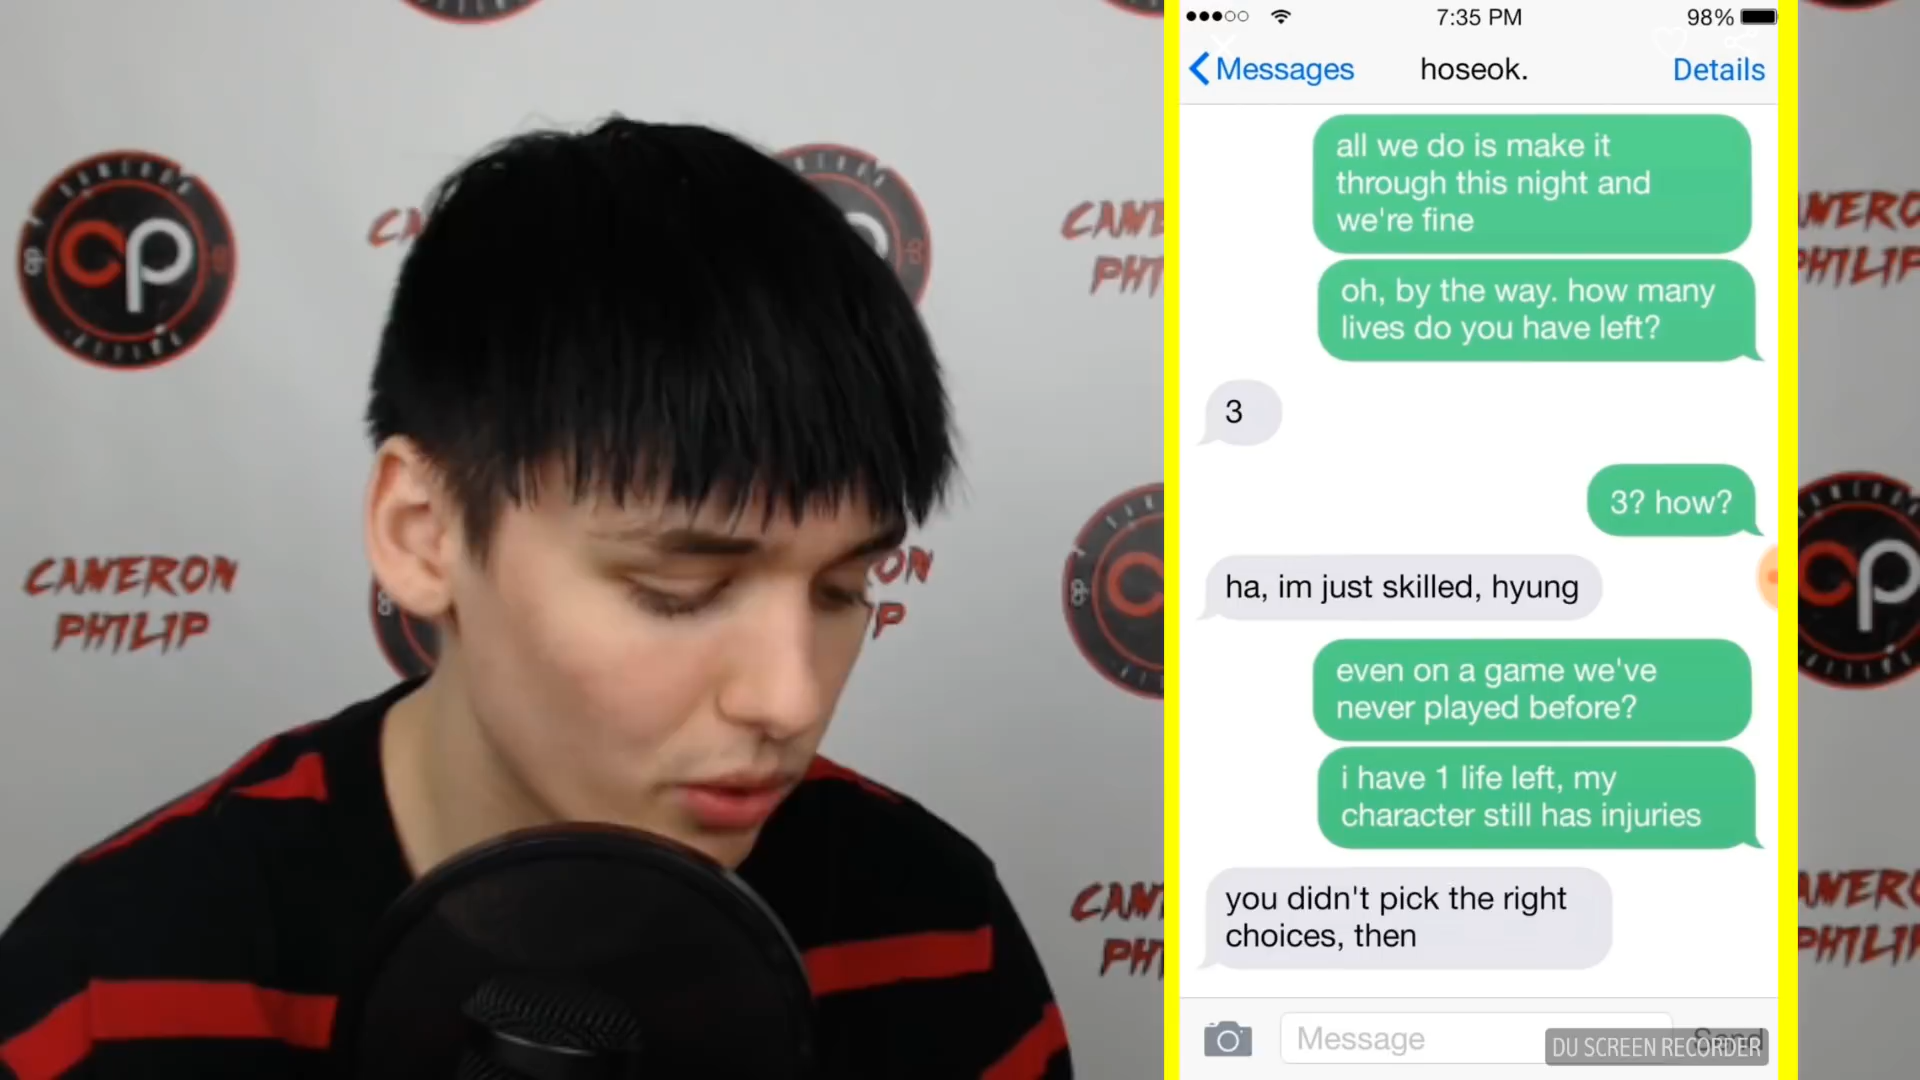 7:35 PM
98%
Messages
hoseok.
Details
all we do is make it
through this night and
we're fine
oh, by the way. how many
lives do you have left?
3
3? how?
ha, im just skilled, hyung
even on a game we've
never played before?
i have 1 life left, my
character still has injuries
you didn't pick the right
choices, then
Message
Send
DU SCREEN RECORDER
cp
CAMERON
PHILIP